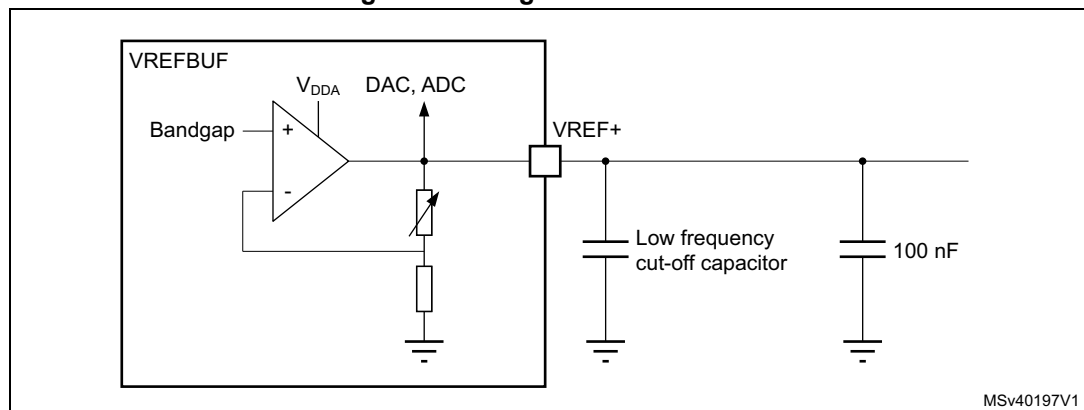 VREFBUF
VDDA
DAC, ADC
Bandgap
+
-
VREF+
Low frequency
cut-off capacitor
100 nF
MSv40197V1